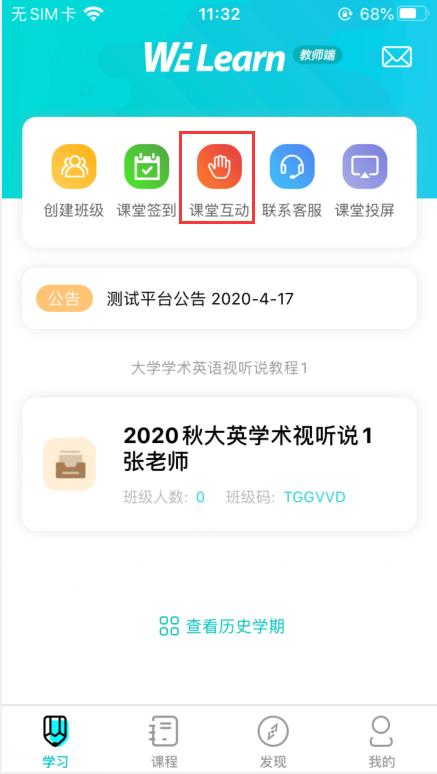 无SIM卡 11:32 68%
WE Learn 教师端
创建班级 课堂签到 课堂互动 联系客服 课堂投屏
公告 测试平台公告 2020-4-17
大学学术英语视听说教程1
2020秋大英学术视听说1
张老师
班级人数：0 班级码：TGGVVD
查看历史学期
学习 课程 发现 我的